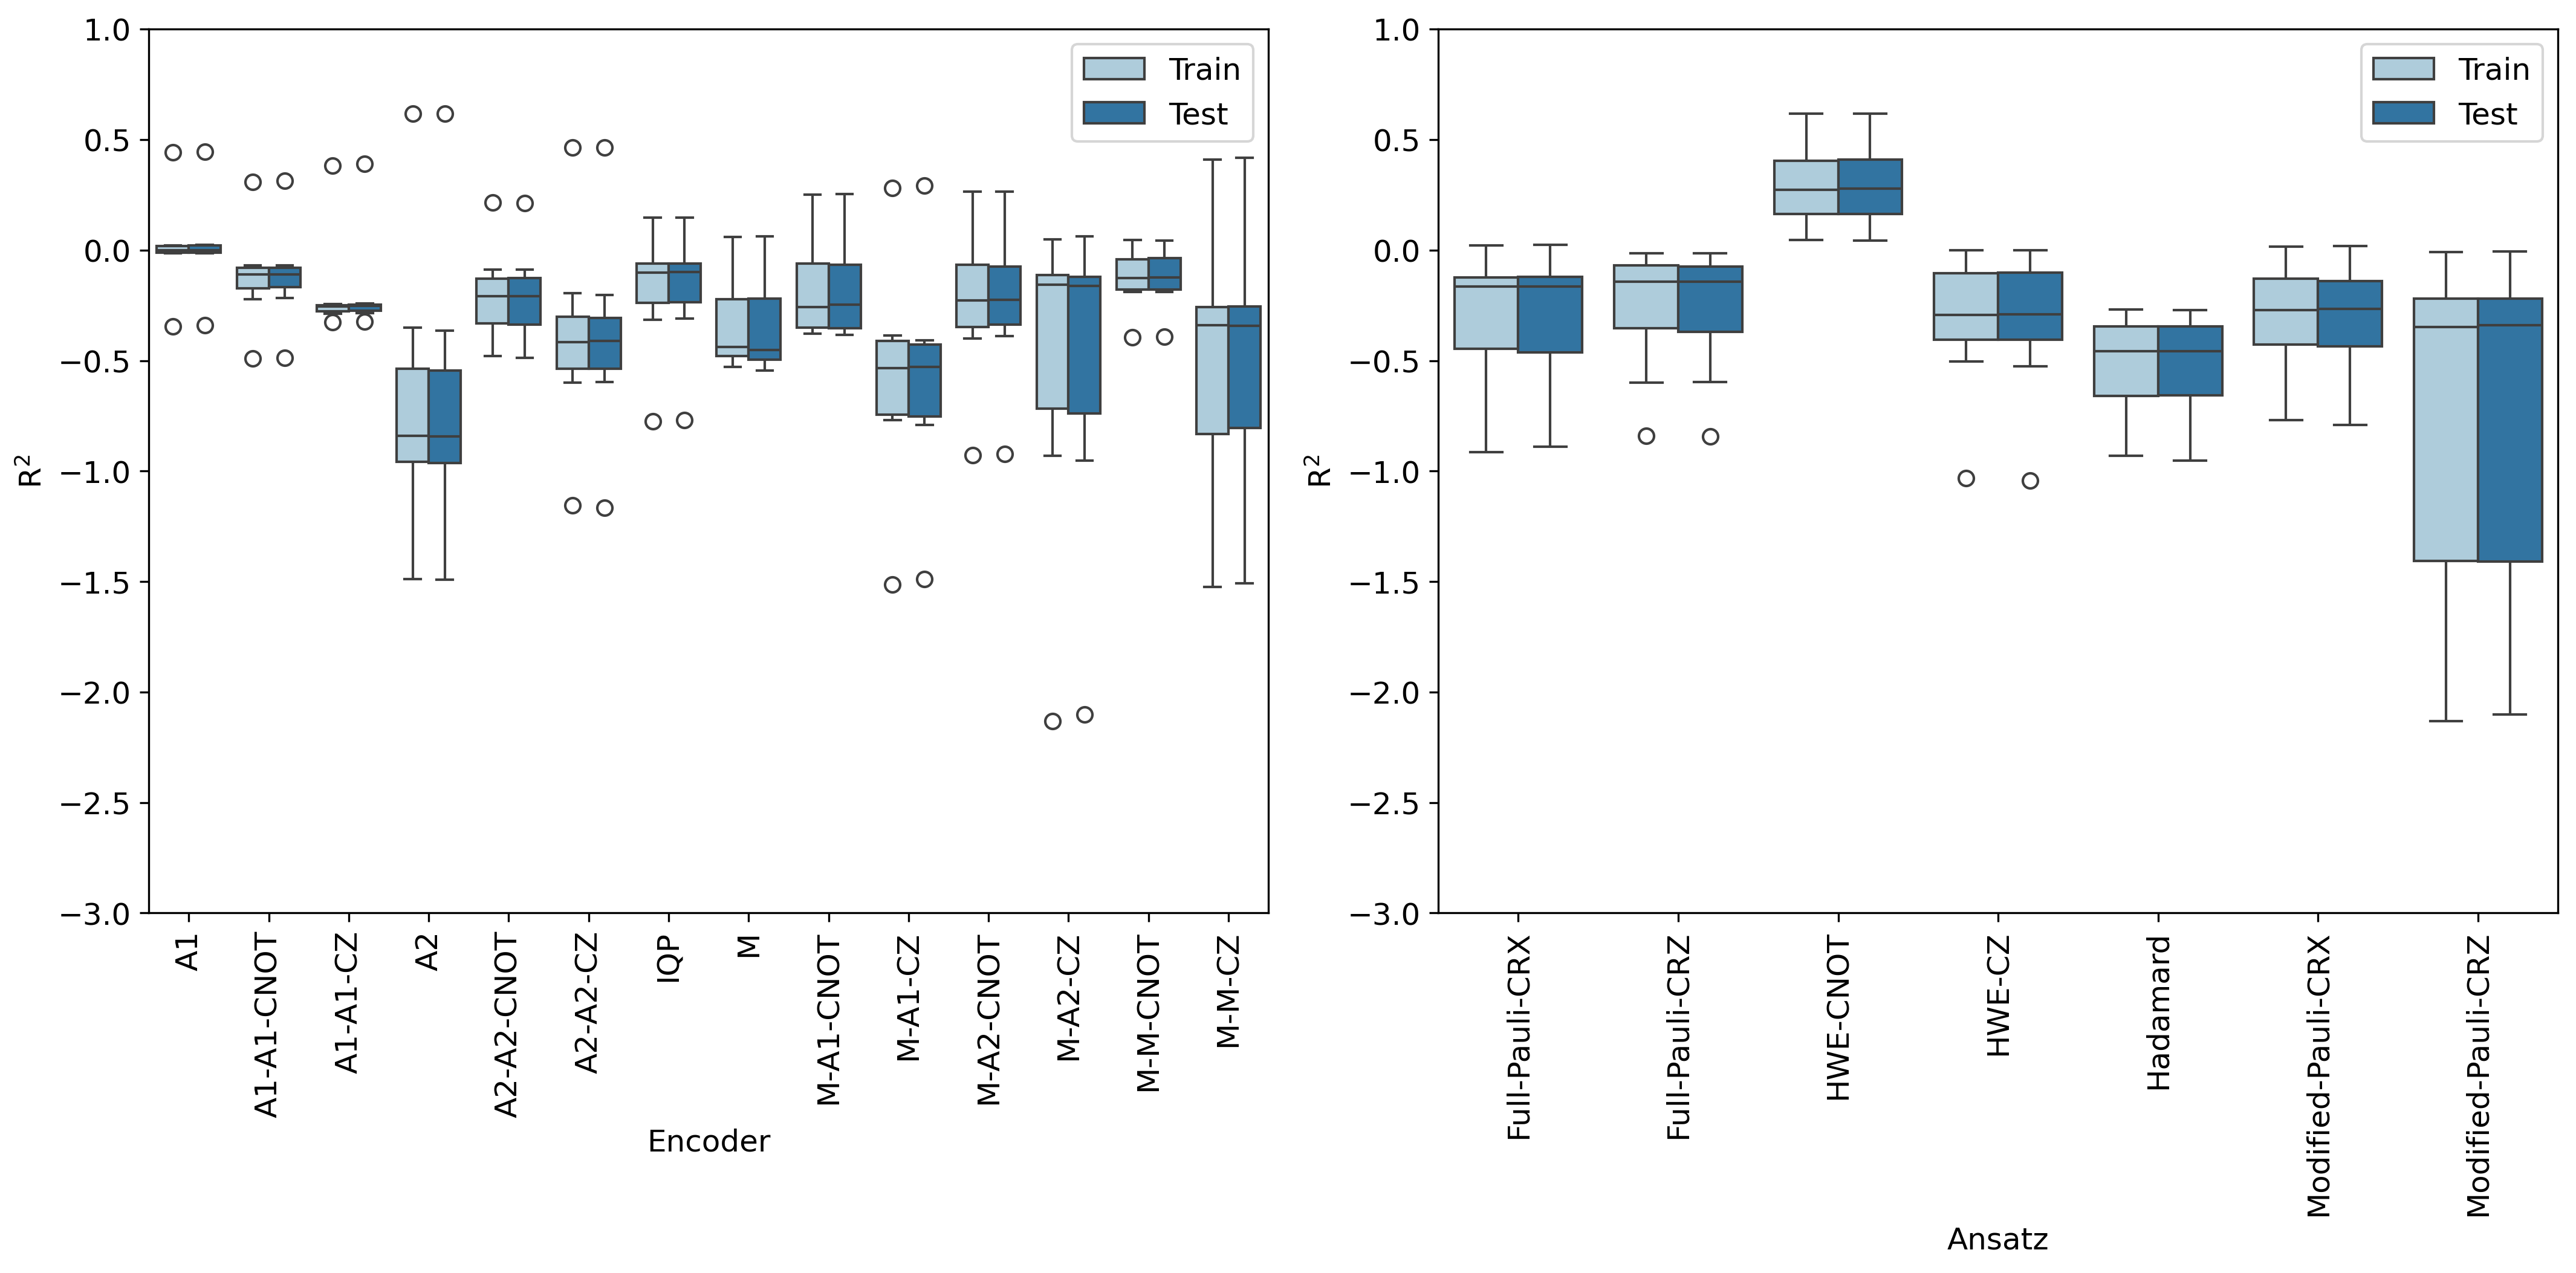 1.0
0.5
0.0
−0.5
−1.0
−1.5
−2.0
−2.5
−3.0
R²
Train
Test
A1
A1-A1-CNOT
A1-A1-CZ
A2
A2-A2-CNOT
A2-A2-CZ
IQP
M
M-A1-CNOT
M-A1-CZ
M-A2-CNOT
M-A2-CZ
M-M-CNOT
M-M-CZ
Encoder
1.0
0.5
0.0
−0.5
−1.0
−1.5
−2.0
−2.5
−3.0
R²
Train
Test
Full-Pauli-CRX
Full-Pauli-CRZ
HWE-CNOT
HWE-CZ
Hadamard
Modified-Pauli-CRX
Modified-Pauli-CRZ
Ansatz